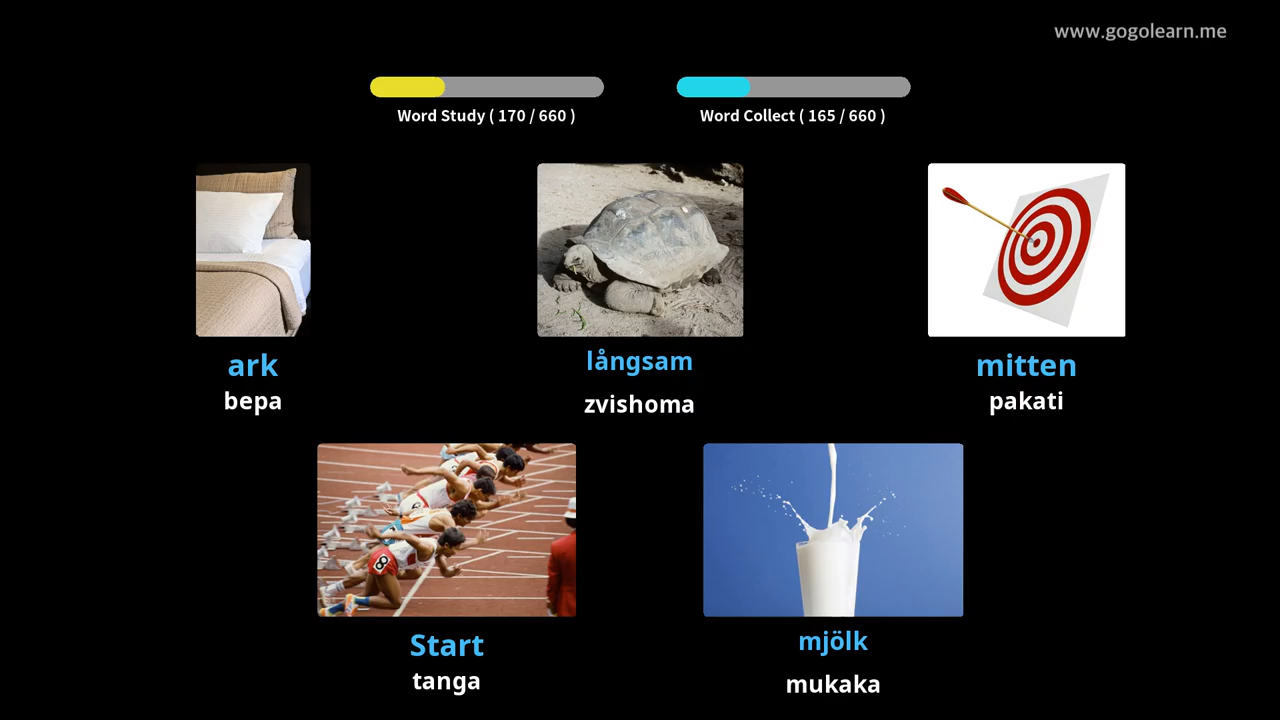 www.gogolearn.me
Word Study ( 170 / 660 )
Word Collect ( 165 / 660 )
ark
bepa
långsam
zvishoma
mitten
pakati
Start
tanga
mjölk
mukaka